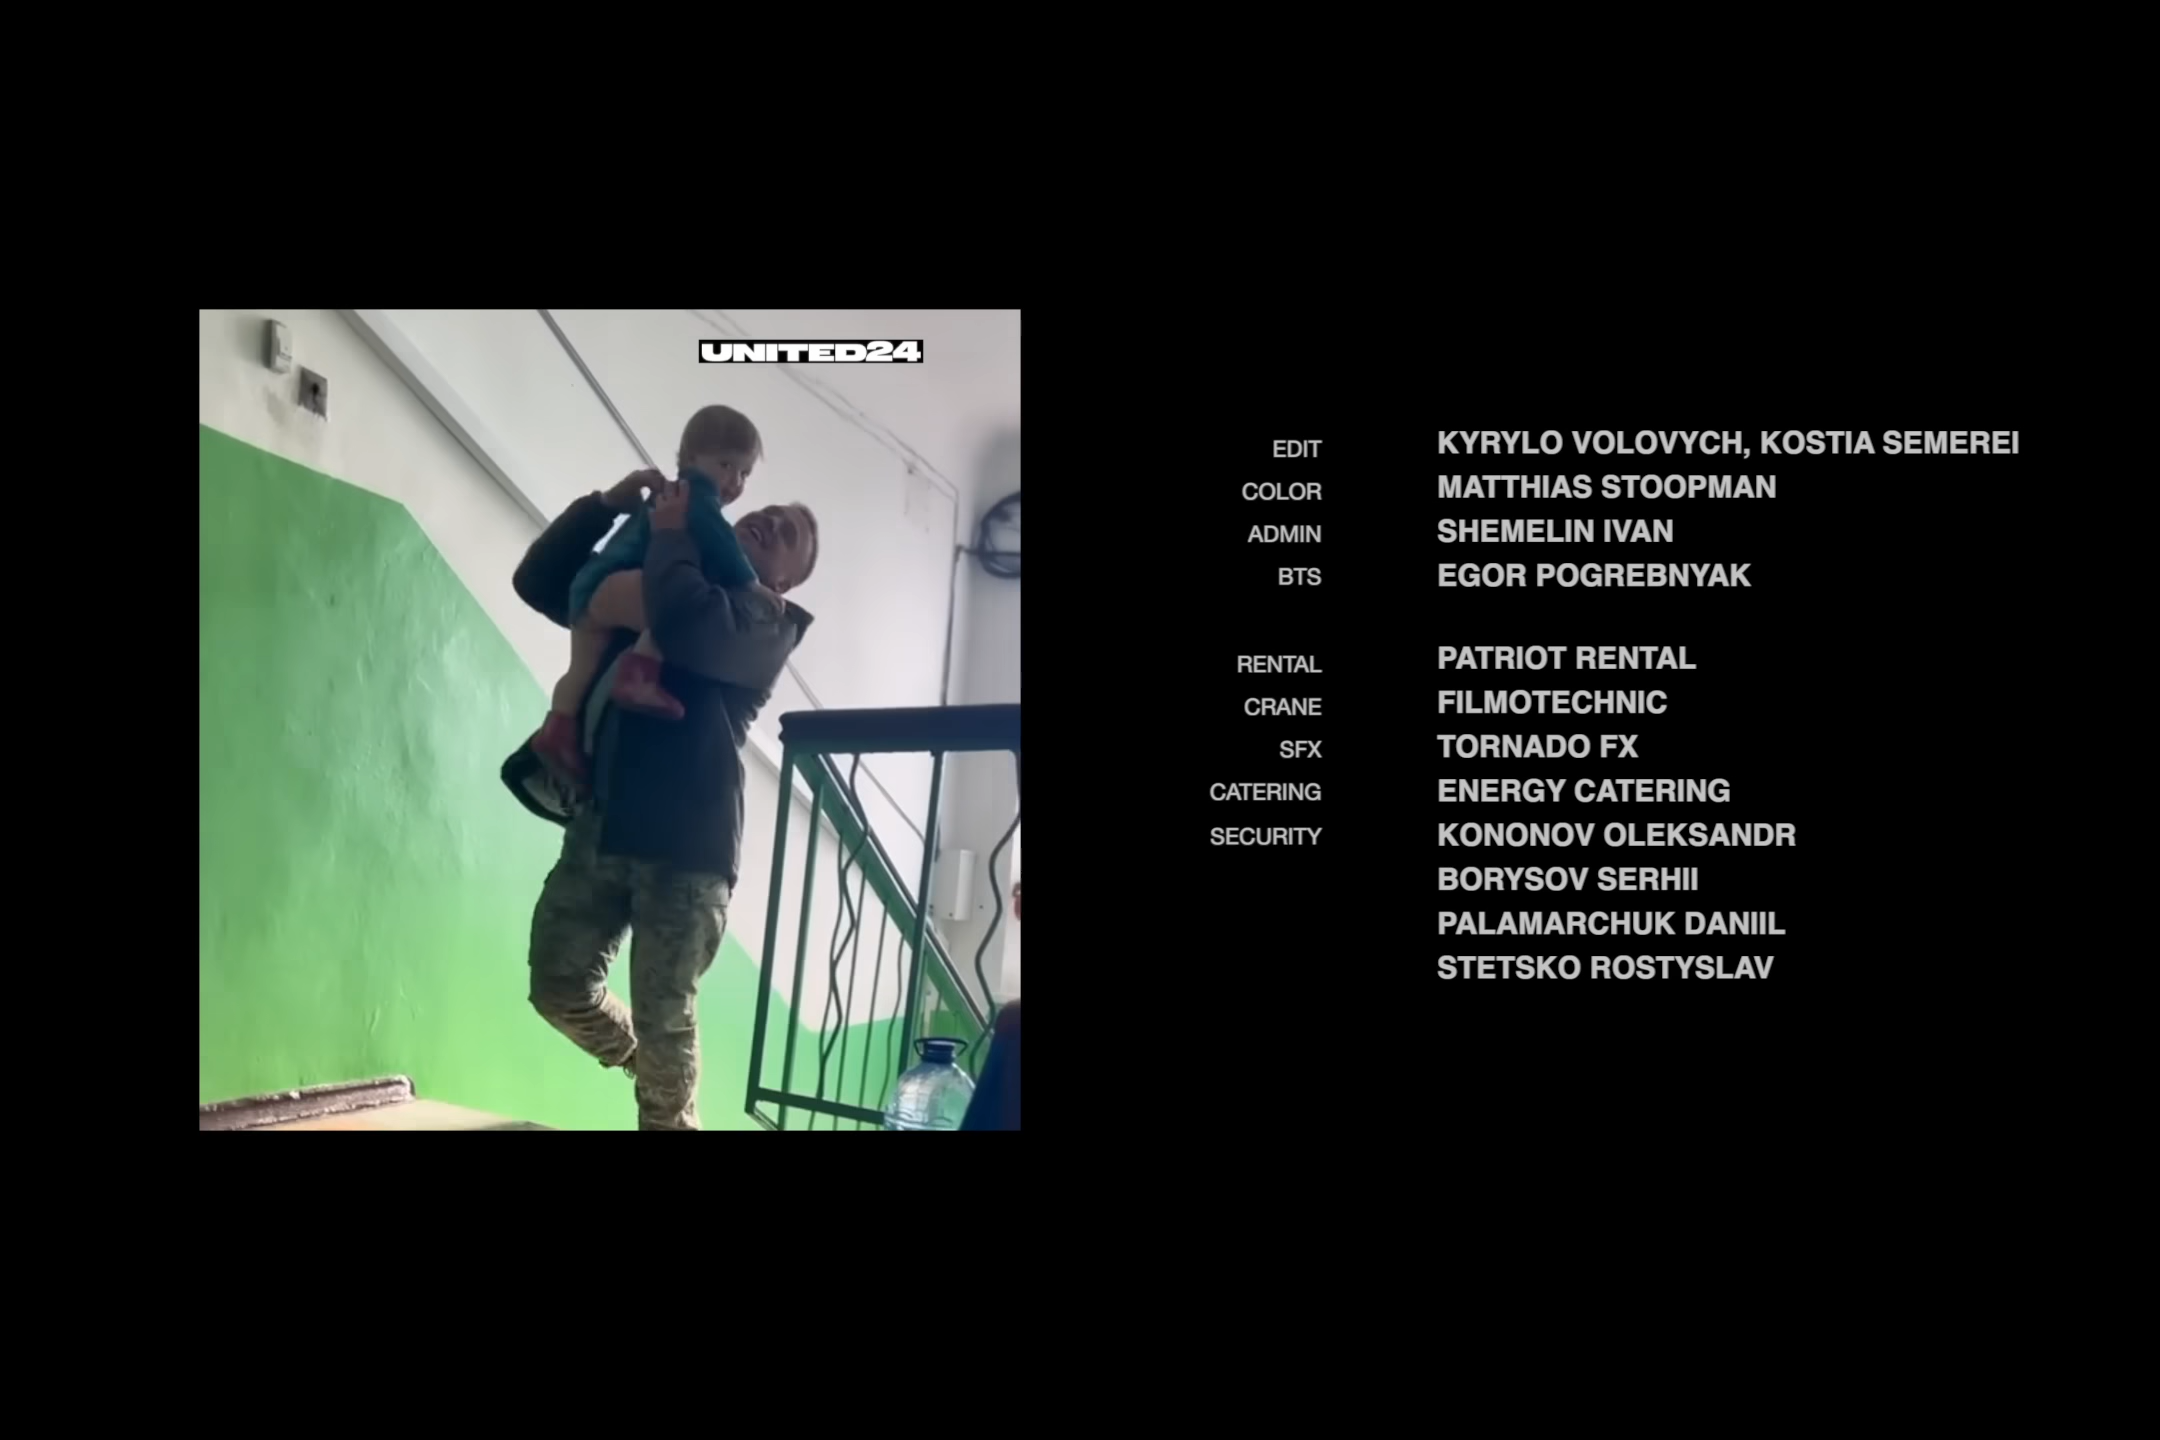 UNITED24
EDIT KYRYLO VOLOVYCH, KOSTIA SEMEREI
COLOR MATTHIAS STOOPMAN
ADMIN SHEMELIN IVAN
BTS EGOR POGREBNYAK
RENTAL PATRIOT RENTAL
CRANE FILMOTECHNIC
SFX TORNADO FX
CATERING ENERGY CATERING
SECURITY KONONOV OLEKSANDR
BORYSOV SERHII
PALAMARCHUK DANIIL
STETSKO ROSTYSLAV